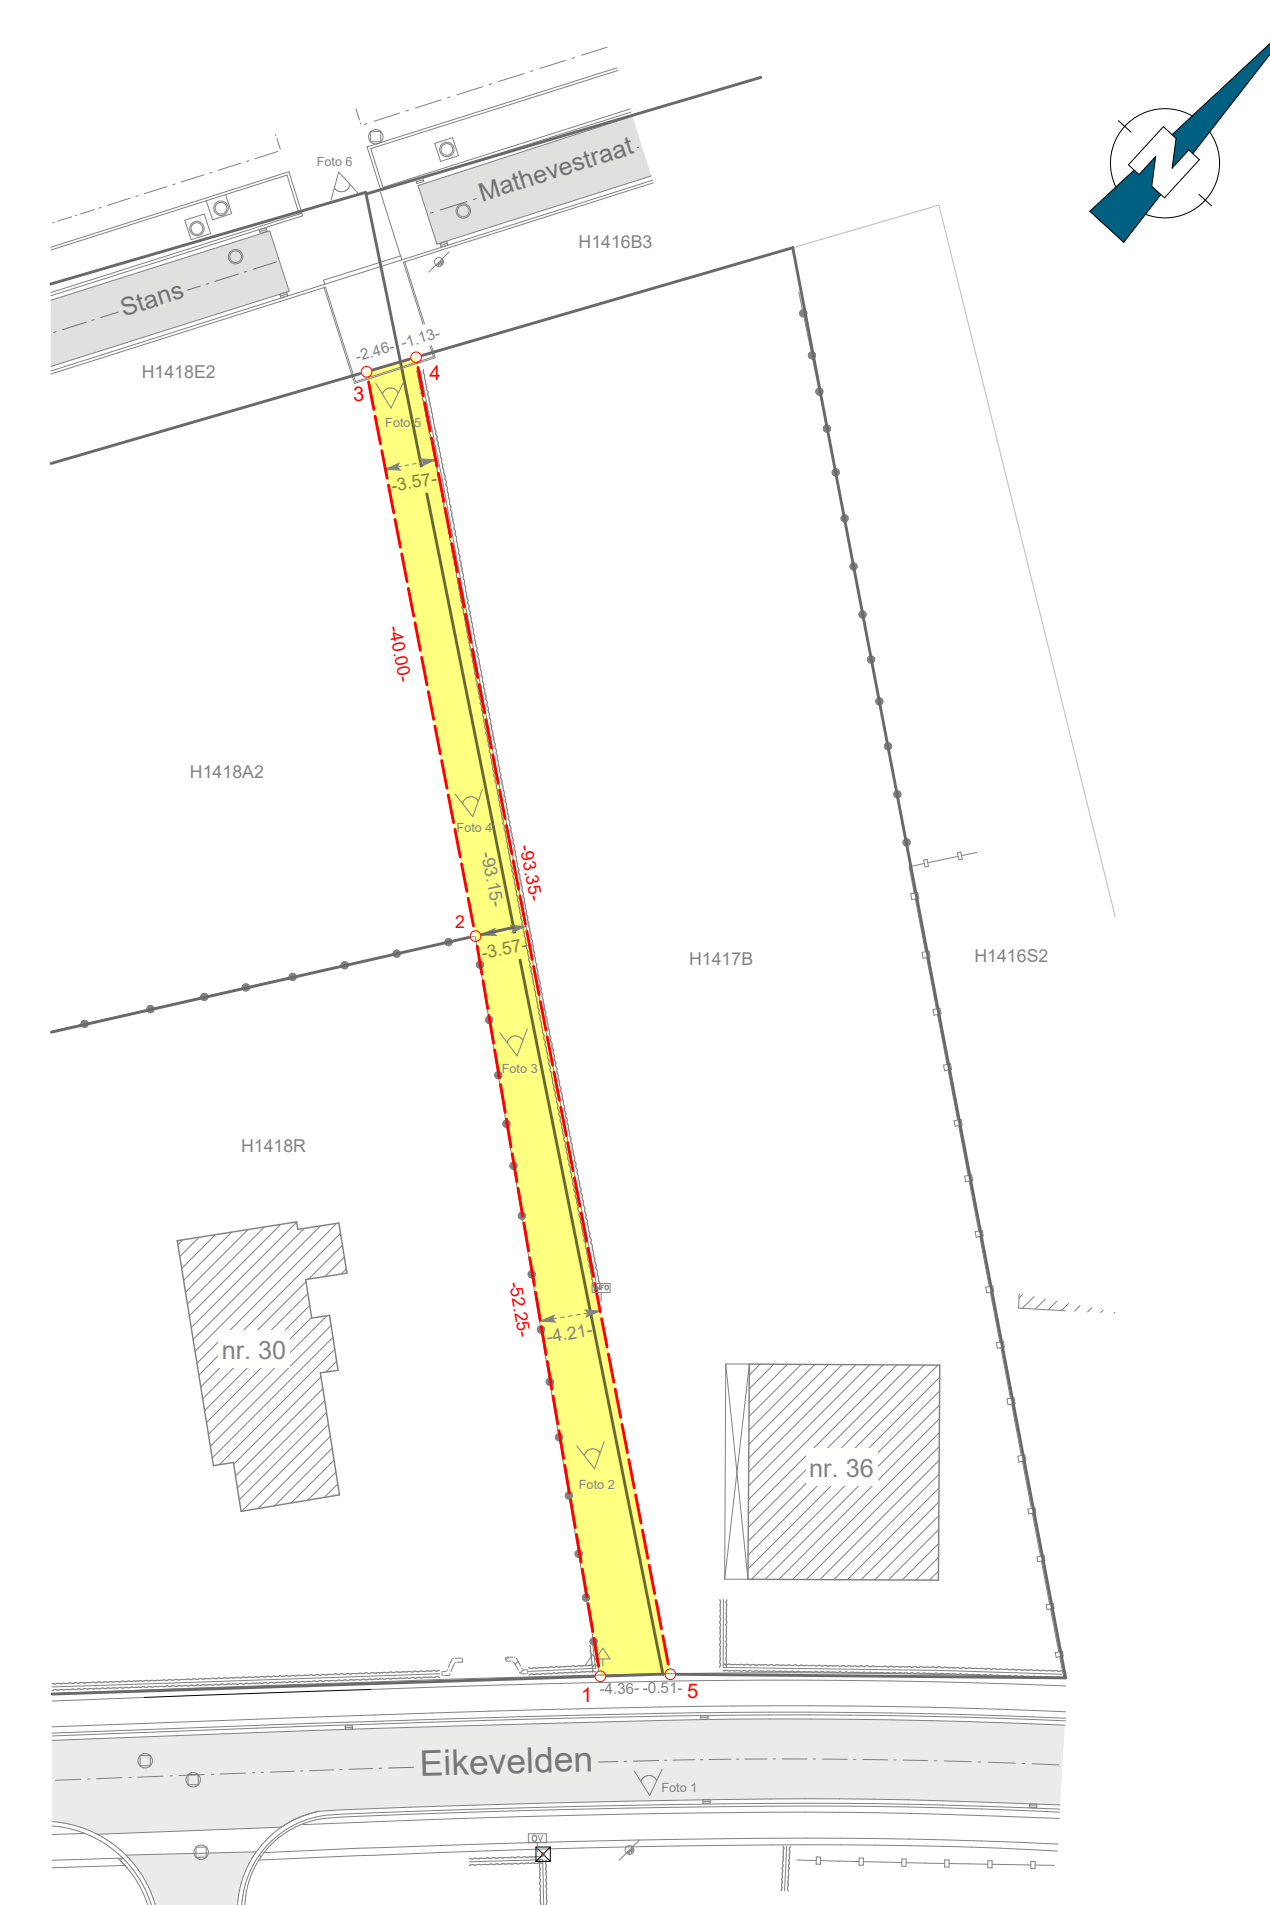 Foto 6
Mathevestraat
N
H1416B3
Stans
H1418E2
-2.46-
-1.13-
3
4
Foto 5
-3.57-
-40.00-
H1418A2
Foto 4
-93.15-
-93.35-
2
-3.57-
H1417B
H1416S2
Foto 3
H1418R
-52.25-
-4.21-
nr. 30
nr. 36
Foto 2
1
-4.36-
-0.51-
5
Eikevelden
Foto 1
OV